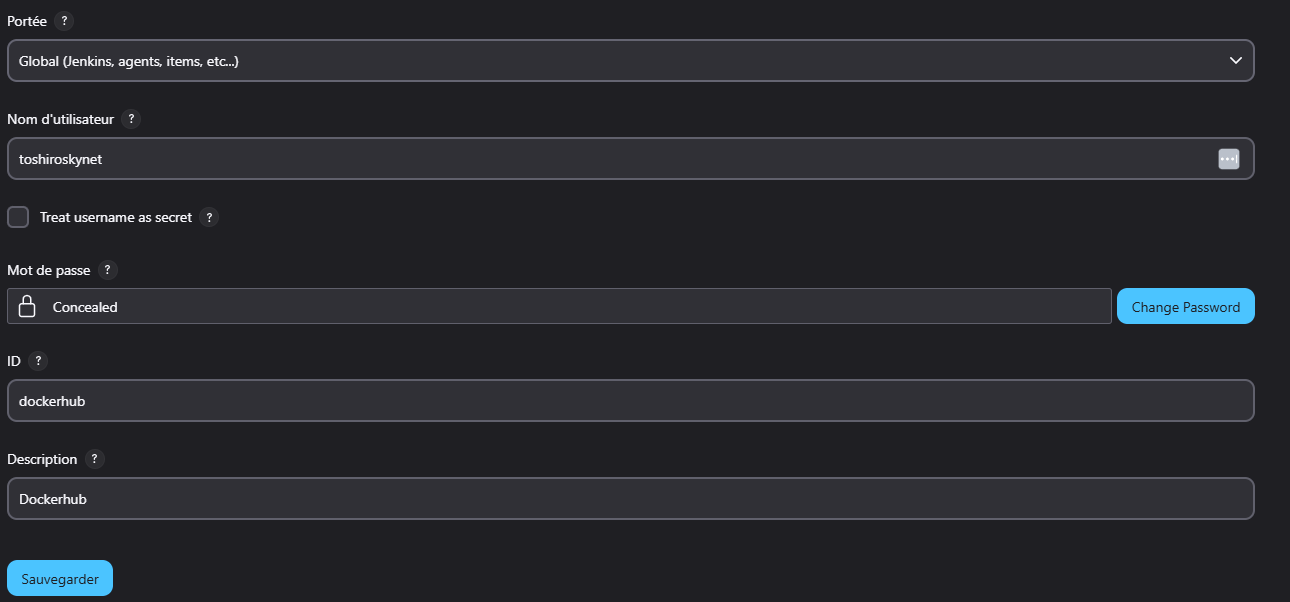 Portée ?
Global (Jenkins, agents, items, etc...)
Nom d'utilisateur ?
toshiroskynet
Treat username as secret ?
Mot de passe ?
Concealed
Change Password
ID ?
dockerhub
Description ?
Dockerhub
Sauvegarder